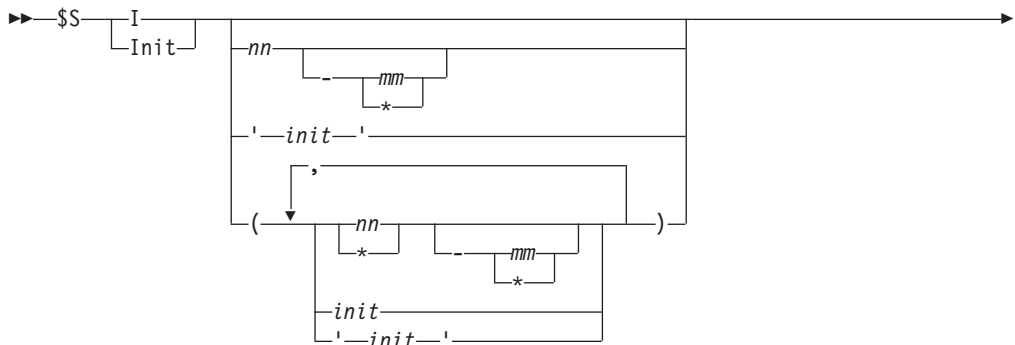 $S I
Init
nn
- mm
*
' init '
,
( nn - mm )
* *
init
' init '